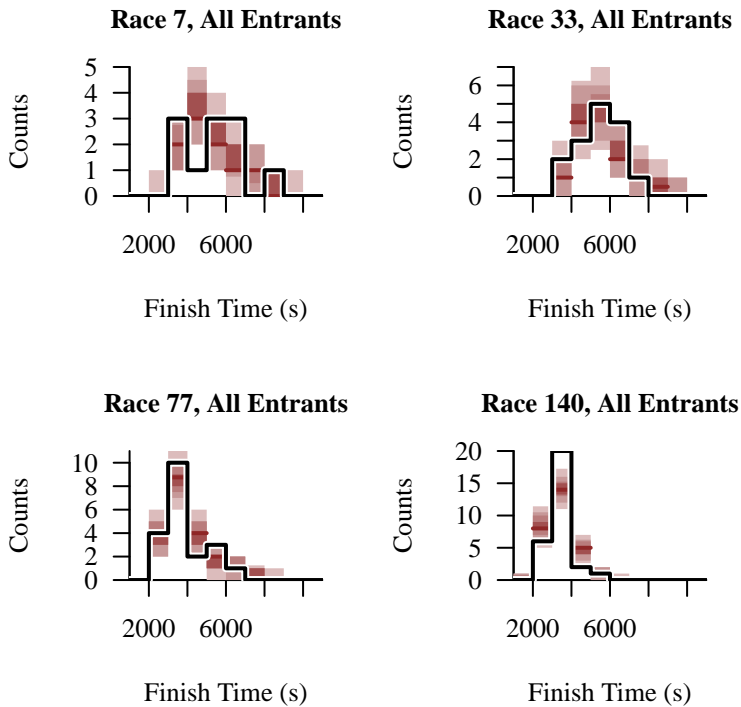 Race 7, All Entrants
Counts
5
4
3
2
1
0
2000 6000
Finish Time (s)
Race 33, All Entrants
Counts
6
4
2
0
2000 6000
Finish Time (s)
Race 77, All Entrants
Counts
10
8
6
4
2
0
2000 6000
Finish Time (s)
Race 140, All Entrants
Counts
20
15
10
5
0
2000 6000
Finish Time (s)